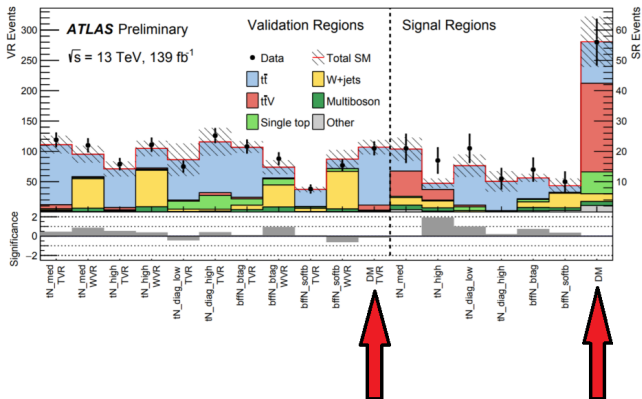 VR Events
300
250
200
150
100
50
ATLAS Preliminary
√s = 13 TeV, 139 fb⁻¹
Validation Regions
Signal Regions
Data
Total SM
tt̄
W+jets
tt̄V
Multiboson
Single top
Other
SR Events
60
50
40
30
20
10
Significance
2
0
−2
tN_med TVR
tN_med WVR
tN_high TVR
tN_high WVR
tN_diag_low TVR
tN_diag_high TVR
bffN_btag TVR
bffN_btag WVR
bffN_softb TVR
bffN_softb WVR
DM TVR
tN_med
tN_high
tN_diag_low
tN_diag_high
bffN_btag
bffN_softb
DM